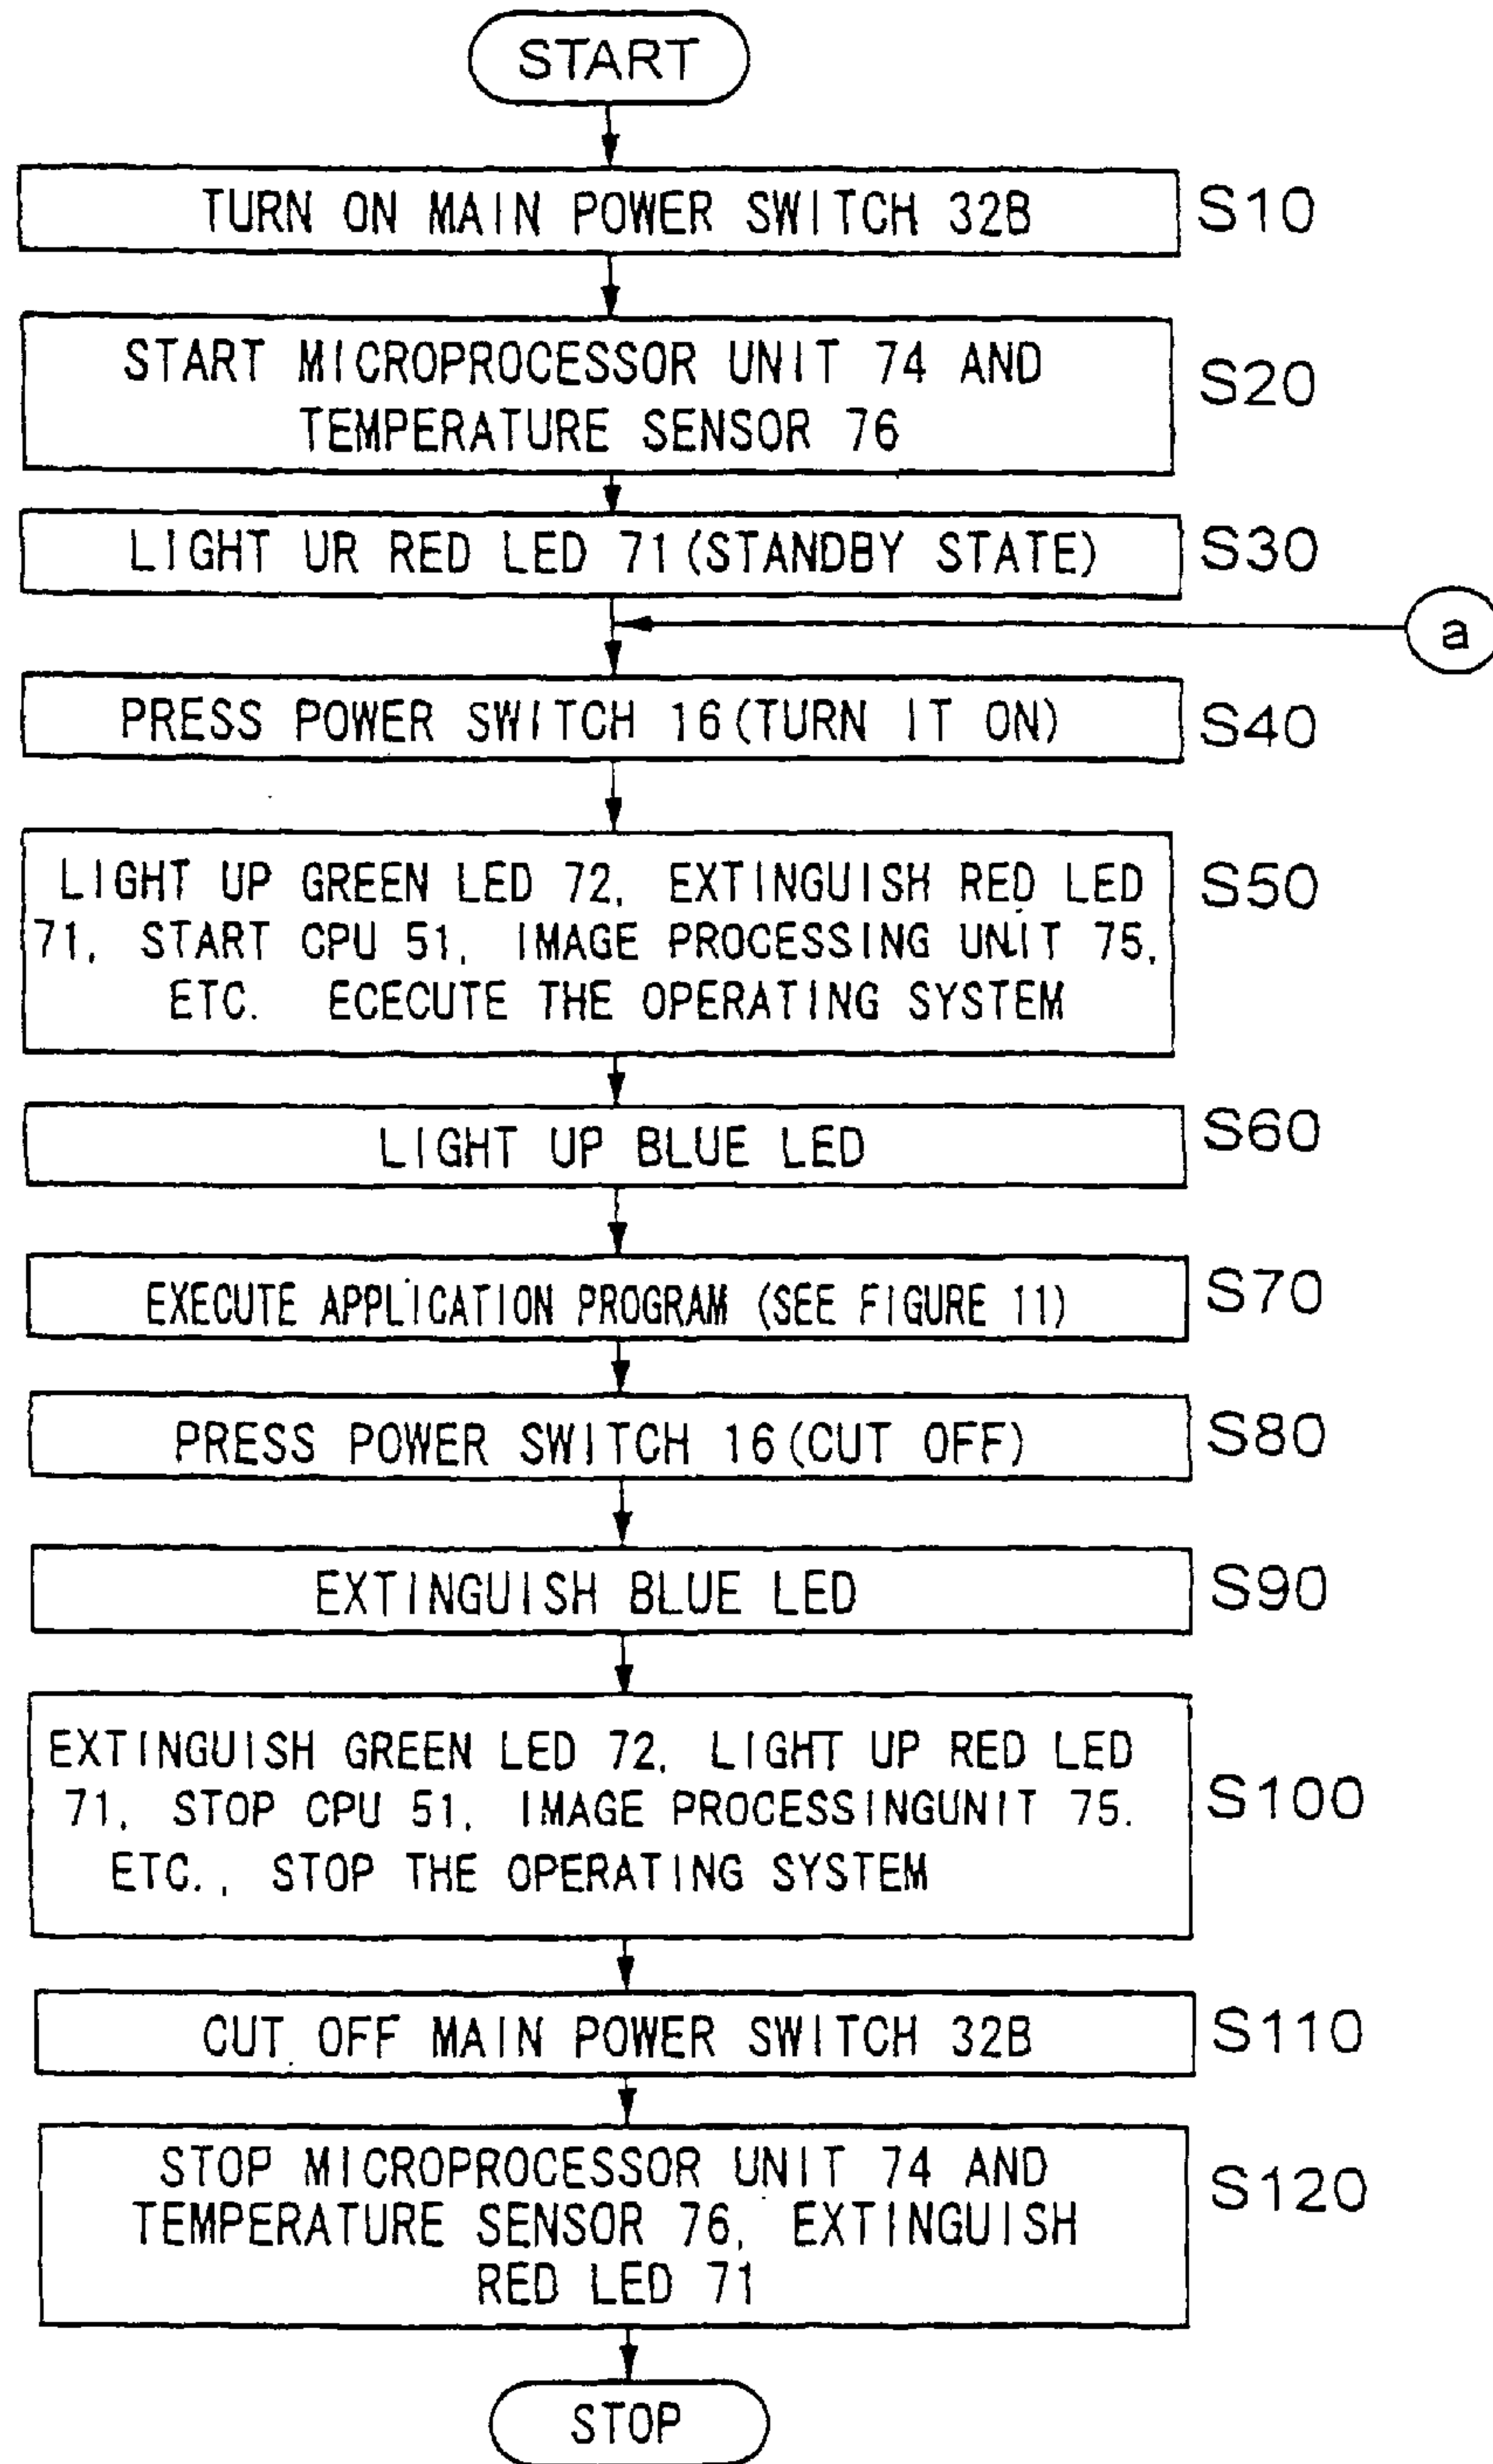 START
TURN ON MAIN POWER SWITCH 32B
S10
START MICROPROCESSOR UNIT 74 AND
TEMPERATURE SENSOR 76
S20
LIGHT UR RED LED 71(STANDBY STATE)
S30
a
PRESS POWER SWITCH 16(TURN IT ON)
S40
LIGHT UP GREEN LED 72, EXTINGUISH RED LED
71, START CPU 51, IMAGE PROCESSING UNIT 75,
ETC. ECECUTE THE OPERATING SYSTEM
S50
LIGHT UP BLUE LED
S60
EXECUTE APPLICATION PROGRAM (SEE FIGURE 11)
S70
PRESS POWER SWITCH 16(CUT OFF)
S80
EXTINGUISH BLUE LED
S90
EXTINGUISH GREEN LED 72, LIGHT UP RED LED
71, STOP CPU 51, IMAGE PROCESSINGUNIT 75.
ETC., STOP THE OPERATING SYSTEM
S100
CUT OFF MAIN POWER SWITCH 32B
S110
STOP MICROPROCESSOR UNIT 74 AND
TEMPERATURE SENSOR 76, EXTINGUISH
RED LED 71
S120
STOP